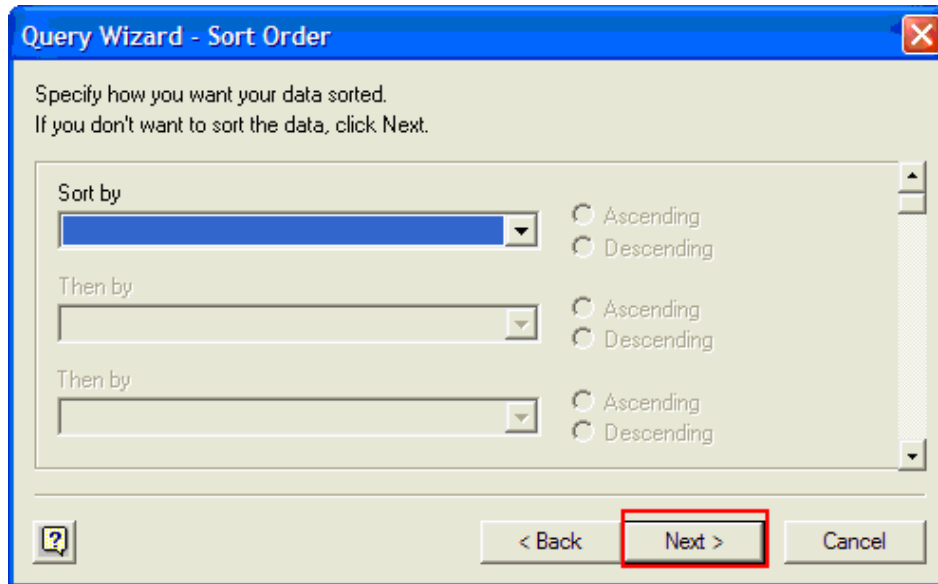 Query Wizard - Sort Order
Specify how you want your data sorted.
If you don't want to sort the data, click Next.
Sort by
Ascending
Descending
Then by
Ascending
Descending
Then by
Ascending
Descending
< Back Next > Cancel